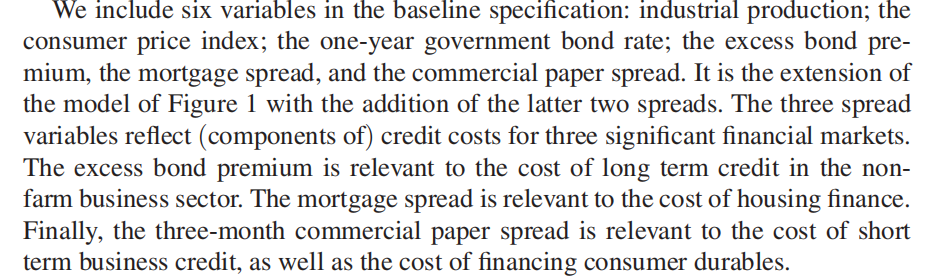 We include six variables in the baseline specification: industrial production; the
consumer price index; the one-year government bond rate; the excess bond pre-
mium, the mortgage spread, and the commercial paper spread. It is the extension of
the model of Figure 1 with the addition of the latter two spreads. The three spread
variables reflect (components of) credit costs for three significant financial markets.
The excess bond premium is relevant to the cost of long term credit in the non-
farm business sector. The mortgage spread is relevant to the cost of housing finance.
Finally, the three-month commercial paper spread is relevant to the cost of short
term business credit, as well as the cost of financing consumer durables.